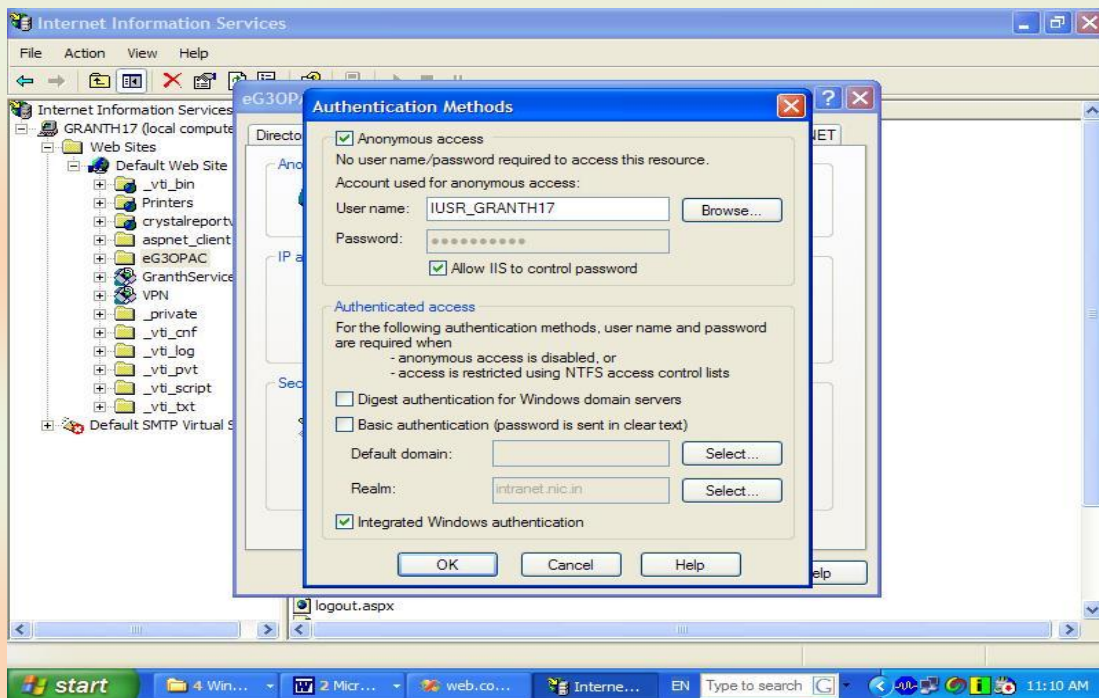 Internet Information Services
File Action View Help
Internet Information Services
GRANTH17 (local compute
Web Sites
Default Web Site
_vti_bin
Printers
crystalreportv
aspnet_client
eG3OPAC
GranthService
VPN
_private
_vti_cnf
_vti_log
_vti_pvt
_vti_script
_vti_txt
Default SMTP Virtual S
eG3OPA
Directo
NET
Ano
IP a
Sec
elp
Authentication Methods
Anonymous access
No user name/password required to access this resource.
Account used for anonymous access:
User name: IUSR_GRANTH17 Browse...
Password: ●●●●●●●●●●
Allow IIS to control password
Authenticated access
For the following authentication methods, user name and password
are required when
- anonymous access is disabled, or
- access is restricted using NTFS access control lists
Digest authentication for Windows domain servers
Basic authentication (password is sent in clear text)
Default domain: Select...
Realm: intranet.nic.in Select...
Integrated Windows authentication
OK Cancel Help
logout.aspx
start 4 Win... 2 Micr... web.co... Interne... EN Type to search G 11:10 AM